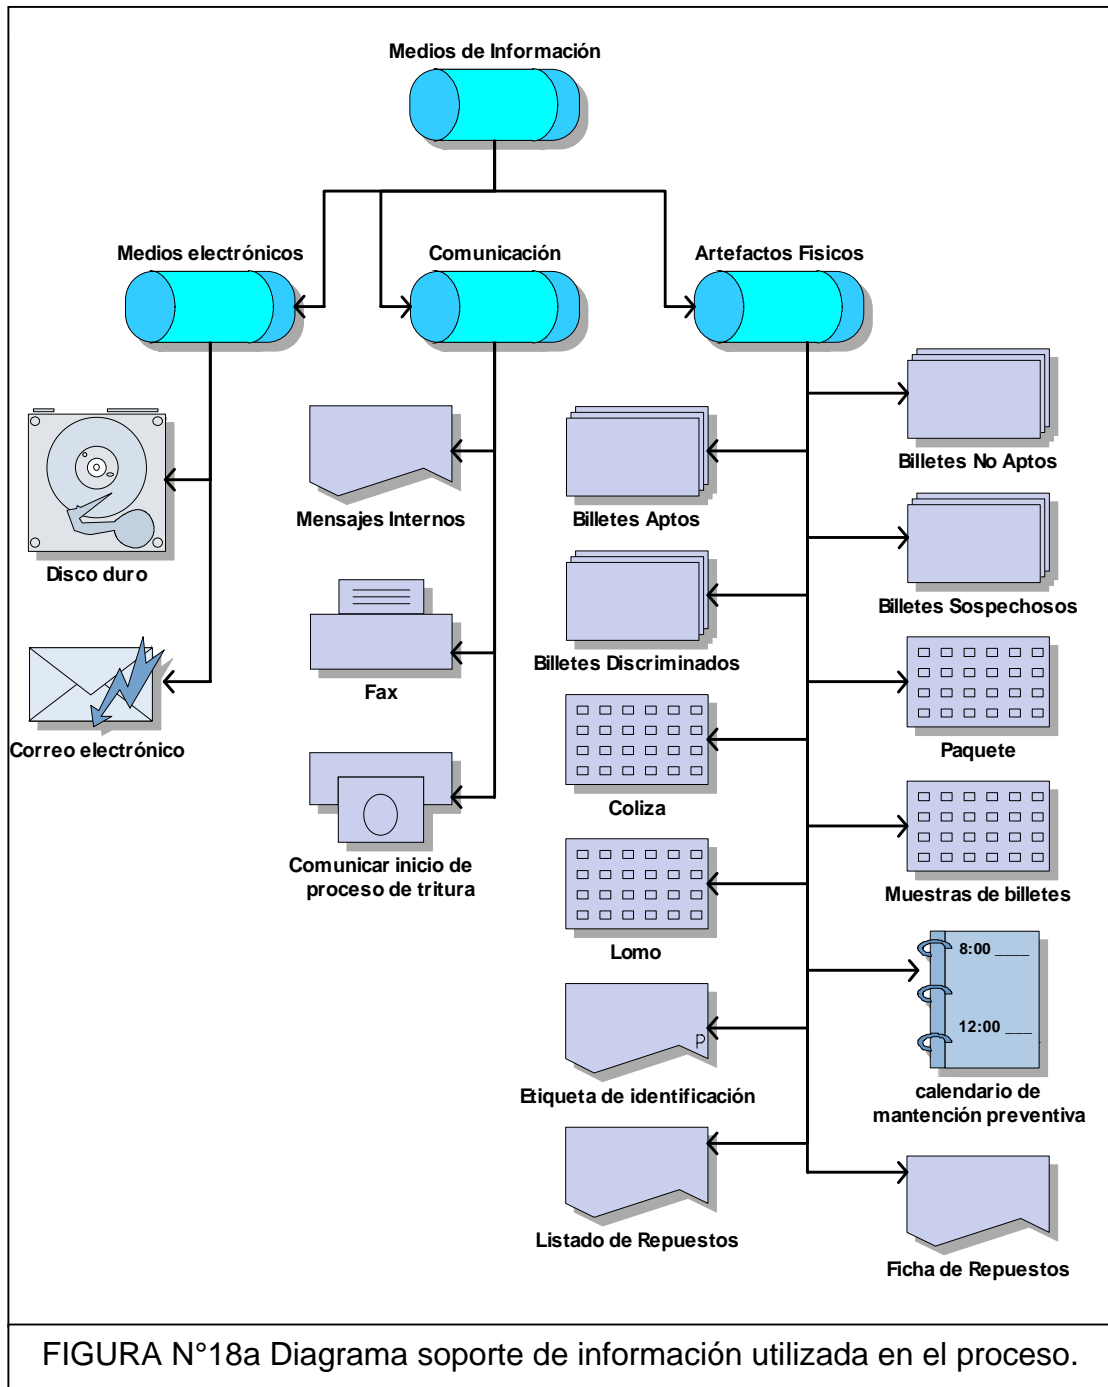 Medios de Información
Medios electrónicos
Comunicación
Artefactos Fisicos
Disco duro
Correo electrónico
Mensajes Internos
Fax
Comunicar inicio de
proceso de tritura
Billetes Aptos
Billetes Discriminados
Coliza
Lomo
P
Etiqueta de identificación
Listado de Repuestos
Billetes No Aptos
Billetes Sospechosos
Paquete
Muestras de billetes
8:00 ____
12:00 ___
calendario de
mantención preventiva
Ficha de Repuestos
FIGURA N°18a Diagrama soporte de información utilizada en el proceso.